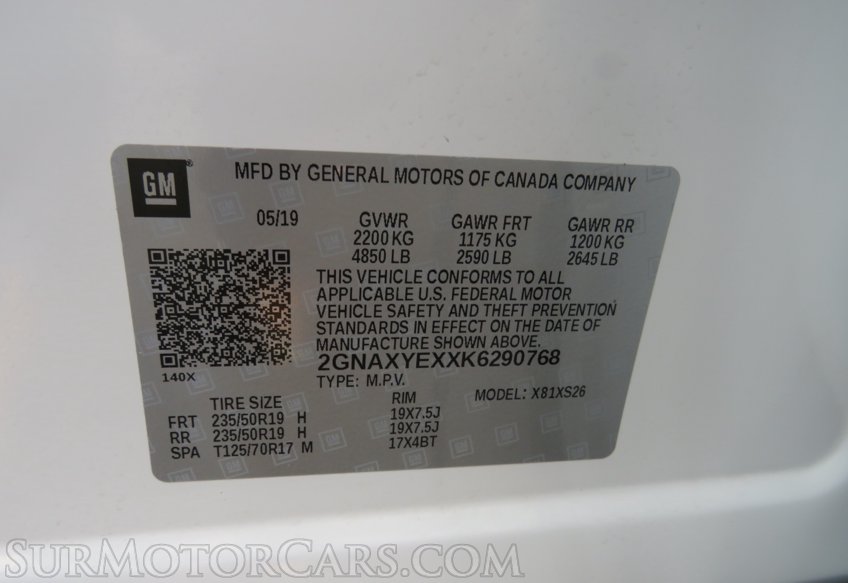 GM ®
MFD BY GENERAL MOTORS OF CANADA COMPANY
05/19 GVWR GAWR FRT GAWR RR
2200 KG 1175 KG 1200 KG
4850 LB 2590 LB 2645 LB
THIS VEHICLE CONFORMS TO ALL
APPLICABLE U.S. FEDERAL MOTOR
VEHICLE SAFETY AND THEFT PREVENTION
STANDARDS IN EFFECT ON THE DATE OF
MANUFACTURE SHOWN ABOVE.
2GNAXYEXXK6290768
140X
TYPE: M.P.V. MODEL: X81XS26
TIRE SIZE RIM
FRT 235/50R19 H 19X7.5J
RR 235/50R19 H 19X7.5J
SPA T125/70R17 M 17X4BT
SurMotorCars.com